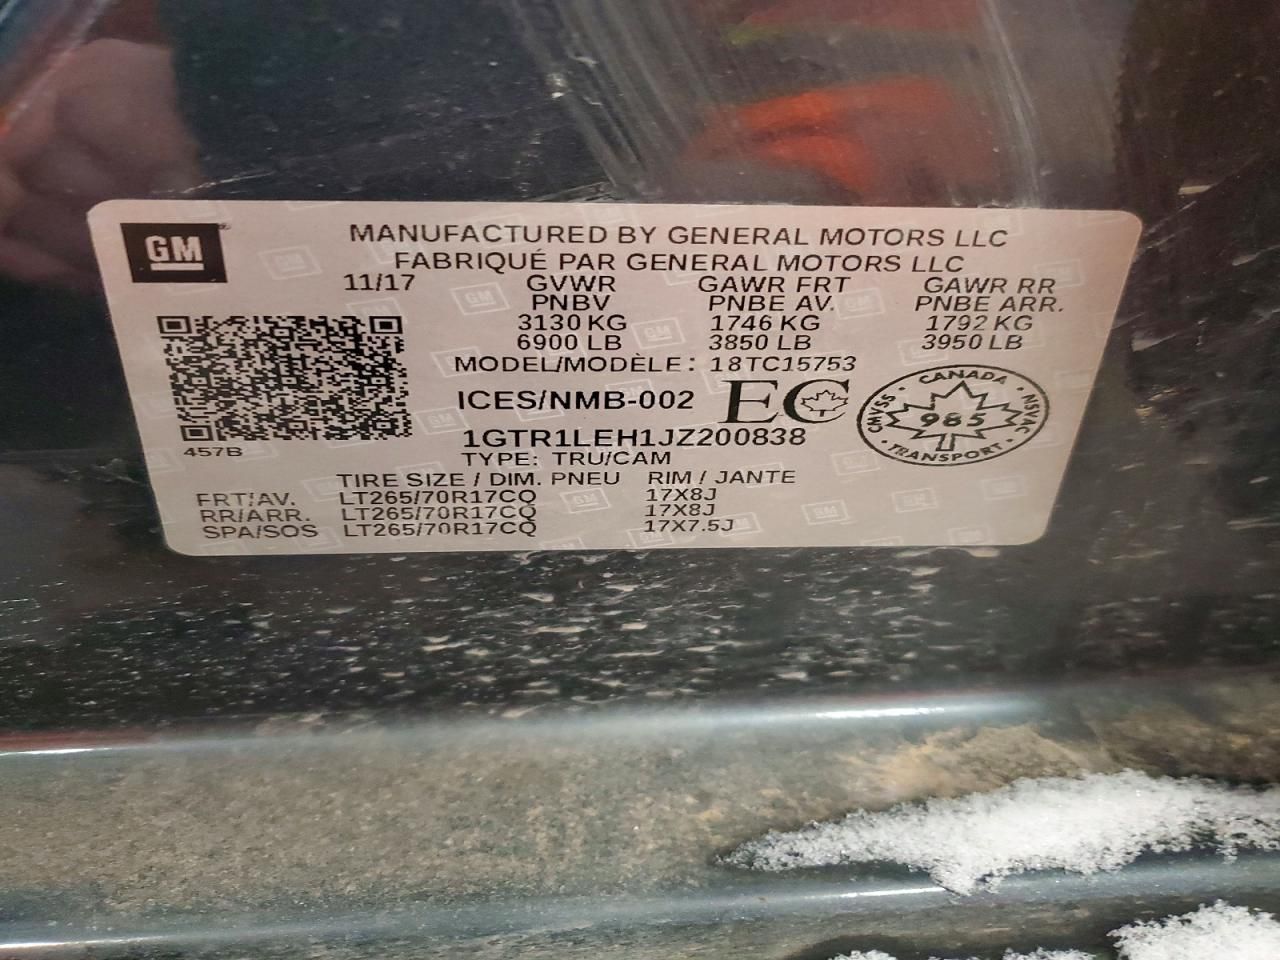 GM
MANUFACTURED BY GENERAL MOTORS LLC
FABRIQUÉ PAR GENERAL MOTORS LLC
11/17 GVWR GAWR FRT GAWR RR
PNBV PNBE AV. PNBE ARR.
3130 KG 1746 KG 1792 KG
6900 LB 3850 LB 3950 LB
MODEL/MODÈLE: 18TC15753
ICES/NMB-002 EC
CANADA
CMVSS 985 NSVAC
TRANSPORT
1GTR1LEH1JZ200838
457B
TYPE: TRU/CAM
TIRE SIZE / DIM. PNEU RIM / JANTE
FRT/AV. LT265/70R17CQ 17X8J
RR/ARR. LT265/70R17CQ 17X8J
SPA/SOS LT265/70R17CQ 17X7.5J